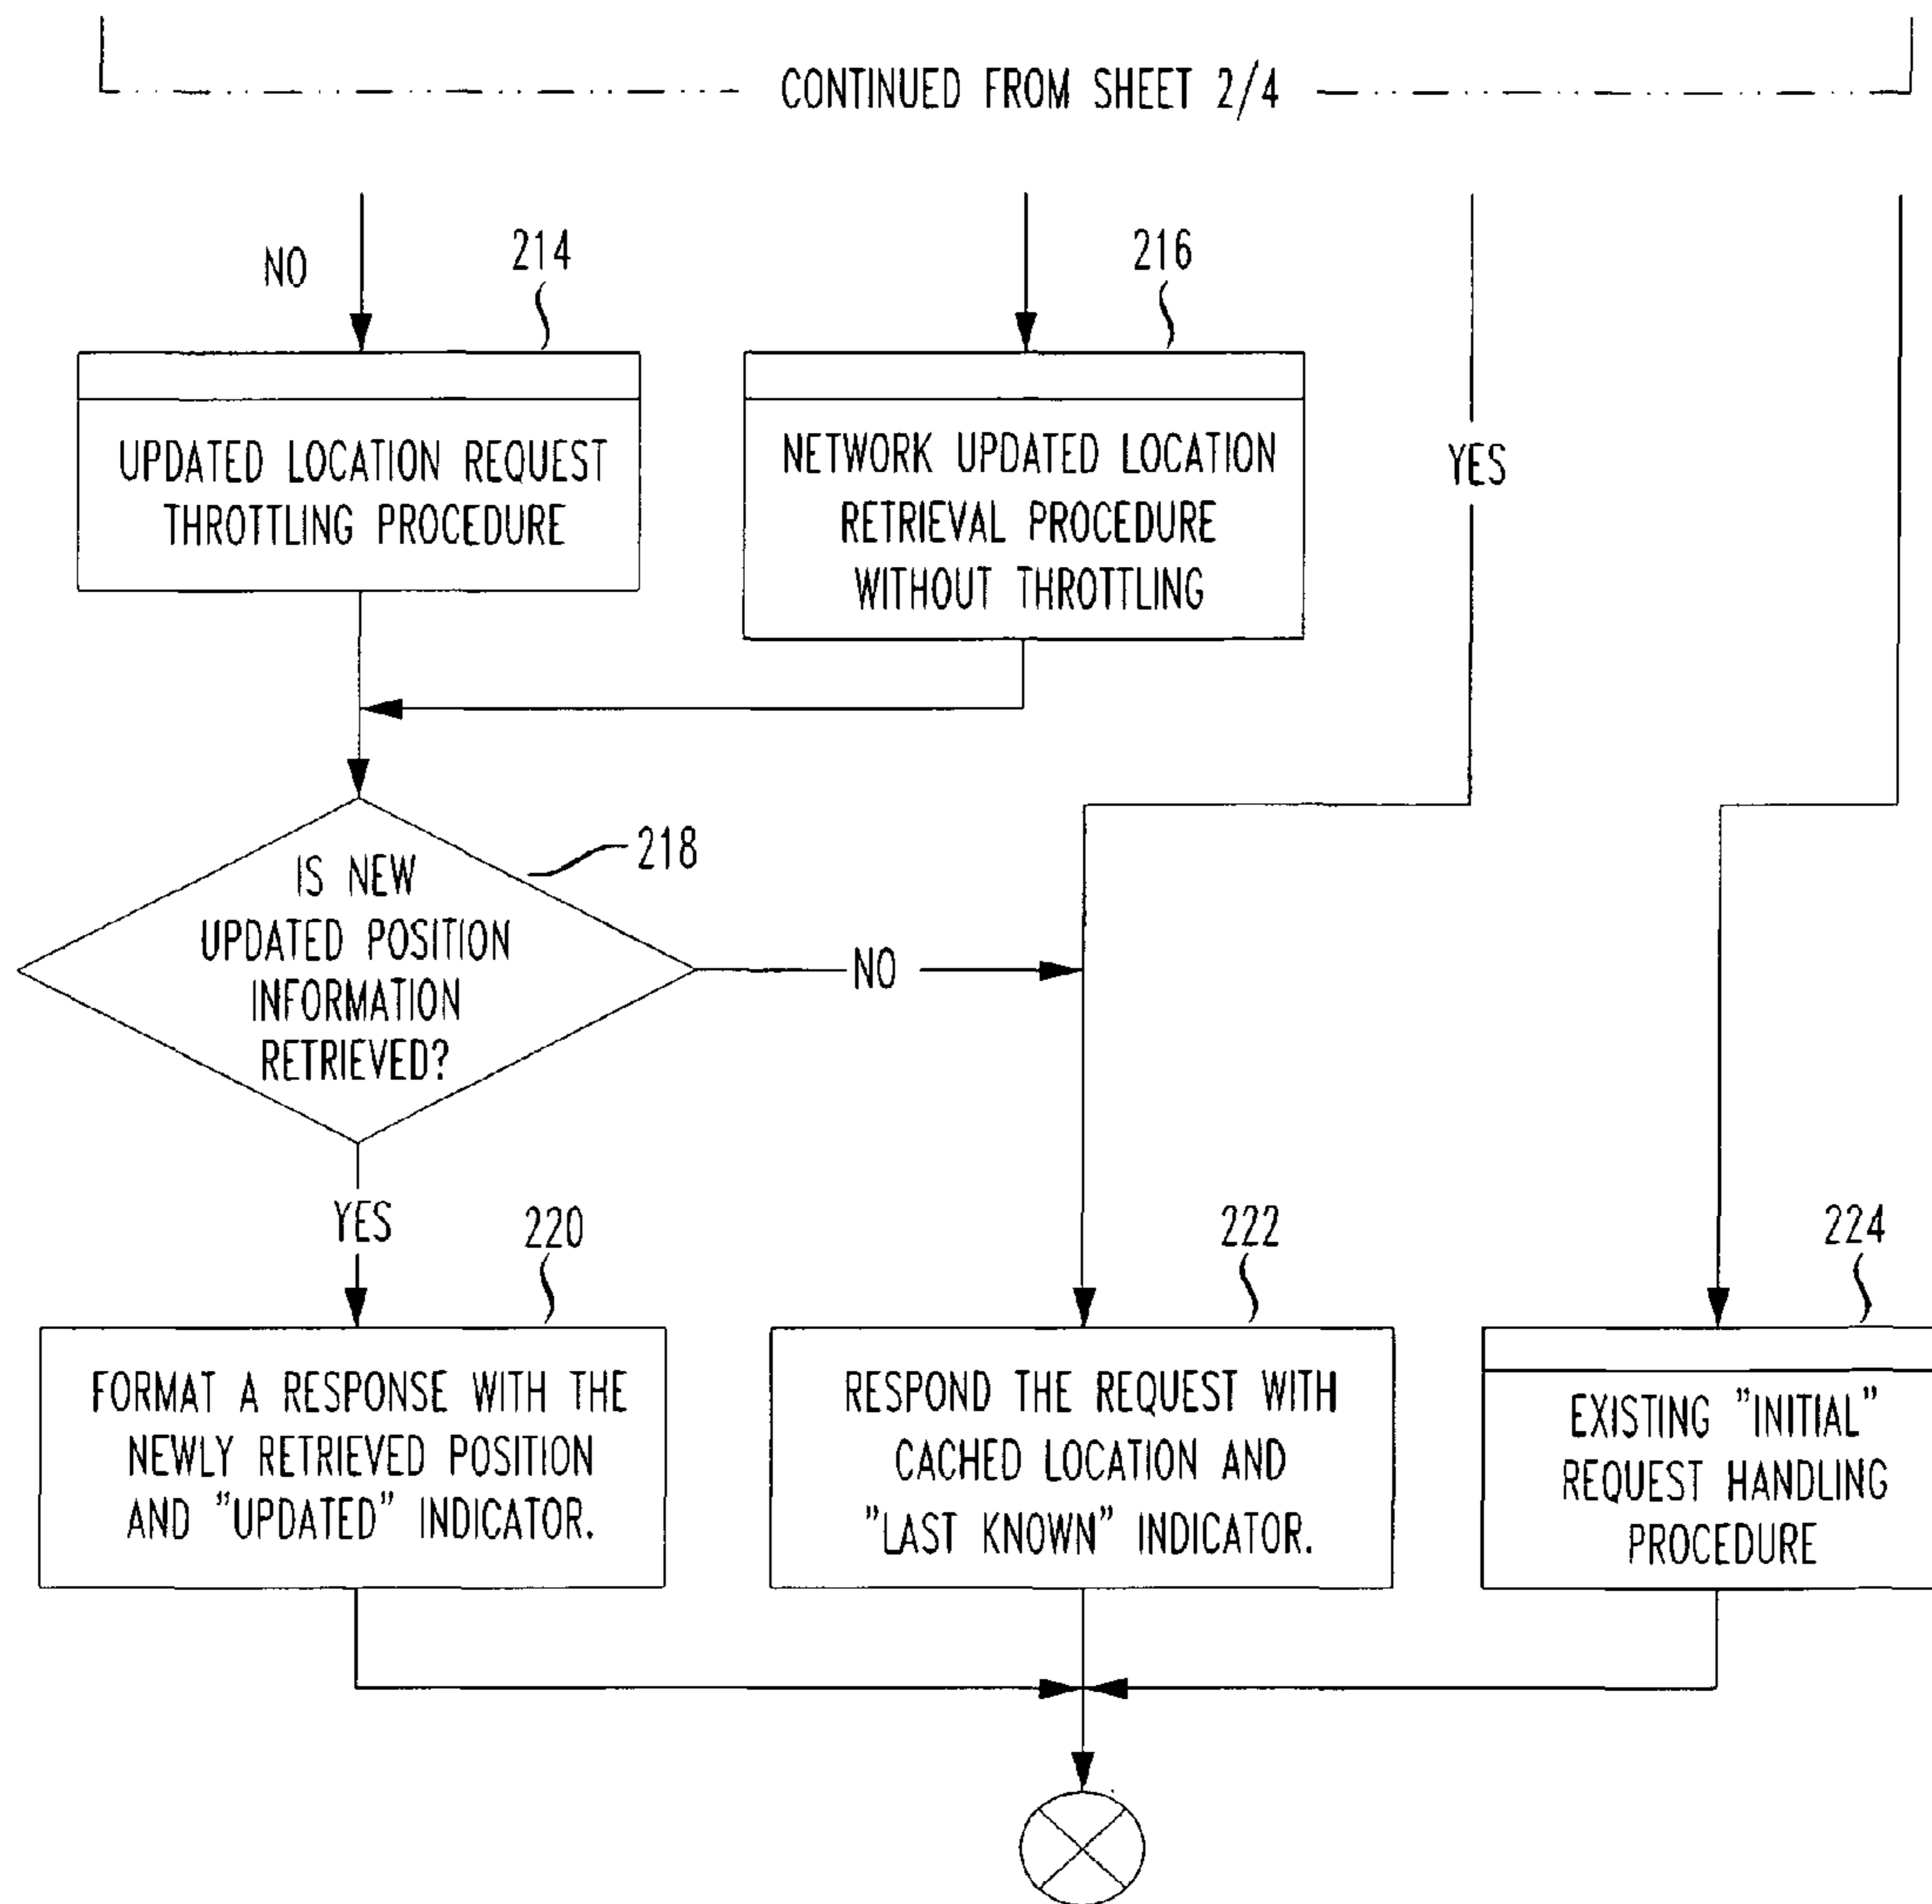 CONTINUED FROM SHEET 2/4
NO
214
216
UPDATED LOCATION REQUEST
THROTTLING PROCEDURE
NETWORK UPDATED LOCATION
RETRIEVAL PROCEDURE
WITHOUT THROTTLING
YES
218
IS NEW
UPDATED POSITION
INFORMATION
RETRIEVED?
NO
YES
220
222
224
FORMAT A RESPONSE WITH THE
NEWLY RETRIEVED POSITION
AND "UPDATED" INDICATOR.
RESPOND THE REQUEST WITH
CACHED LOCATION AND
"LAST KNOWN" INDICATOR.
EXISTING "INITIAL"
REQUEST HANDLING
PROCEDURE